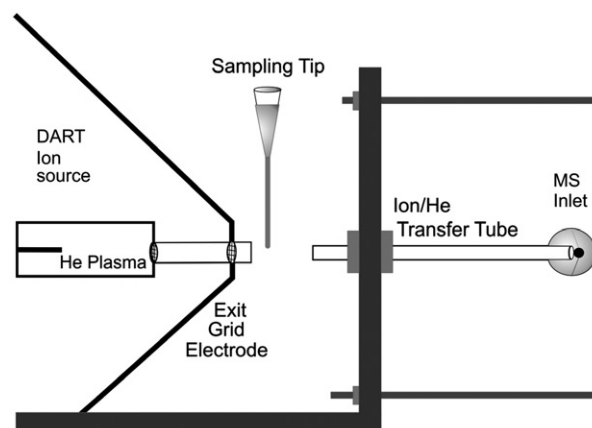 Sampling Tip
DART
Ion
source
MS
Inlet
Ion/He
Transfer Tube
He Plasma
Exit
Grid
Electrode